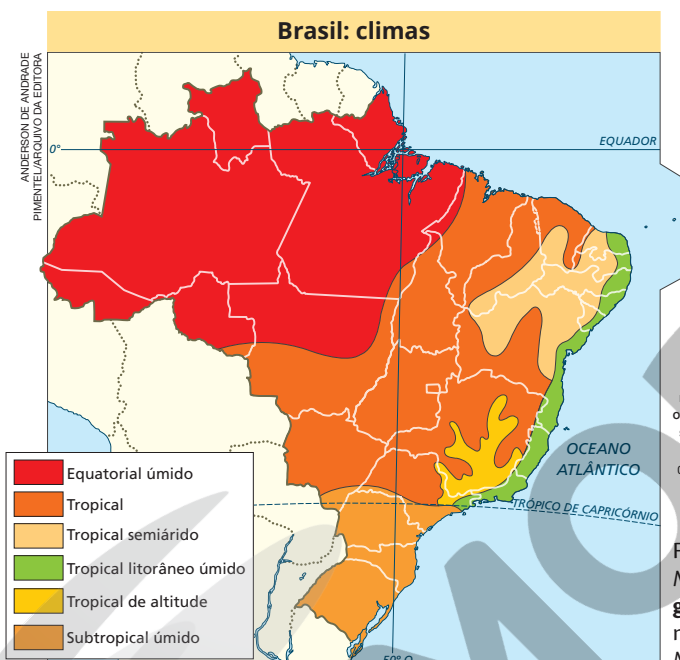 Brasil: climas
ANDERSON DE ANDRADE
PIMENTEL/ARQUIVO DA EDITORA
EQUADOR
0°
OCEANO
ATLÂNTICO
TRÓPICO DE CAPRICÓRNIO
Equatorial úmido
Tropical
Tropical semiárido
Tropical litorâneo úmido
Tropical de altitude
Subtropical úmido
50° O